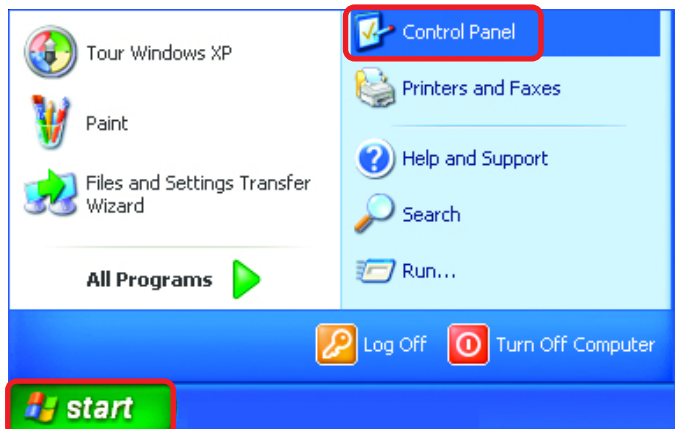 Tour Windows XP
Paint
Files and Settings Transfer
Wizard
All Programs
Control Panel
Printers and Faxes
Help and Support
Search
Run...
Log Off
Turn Off Computer
start